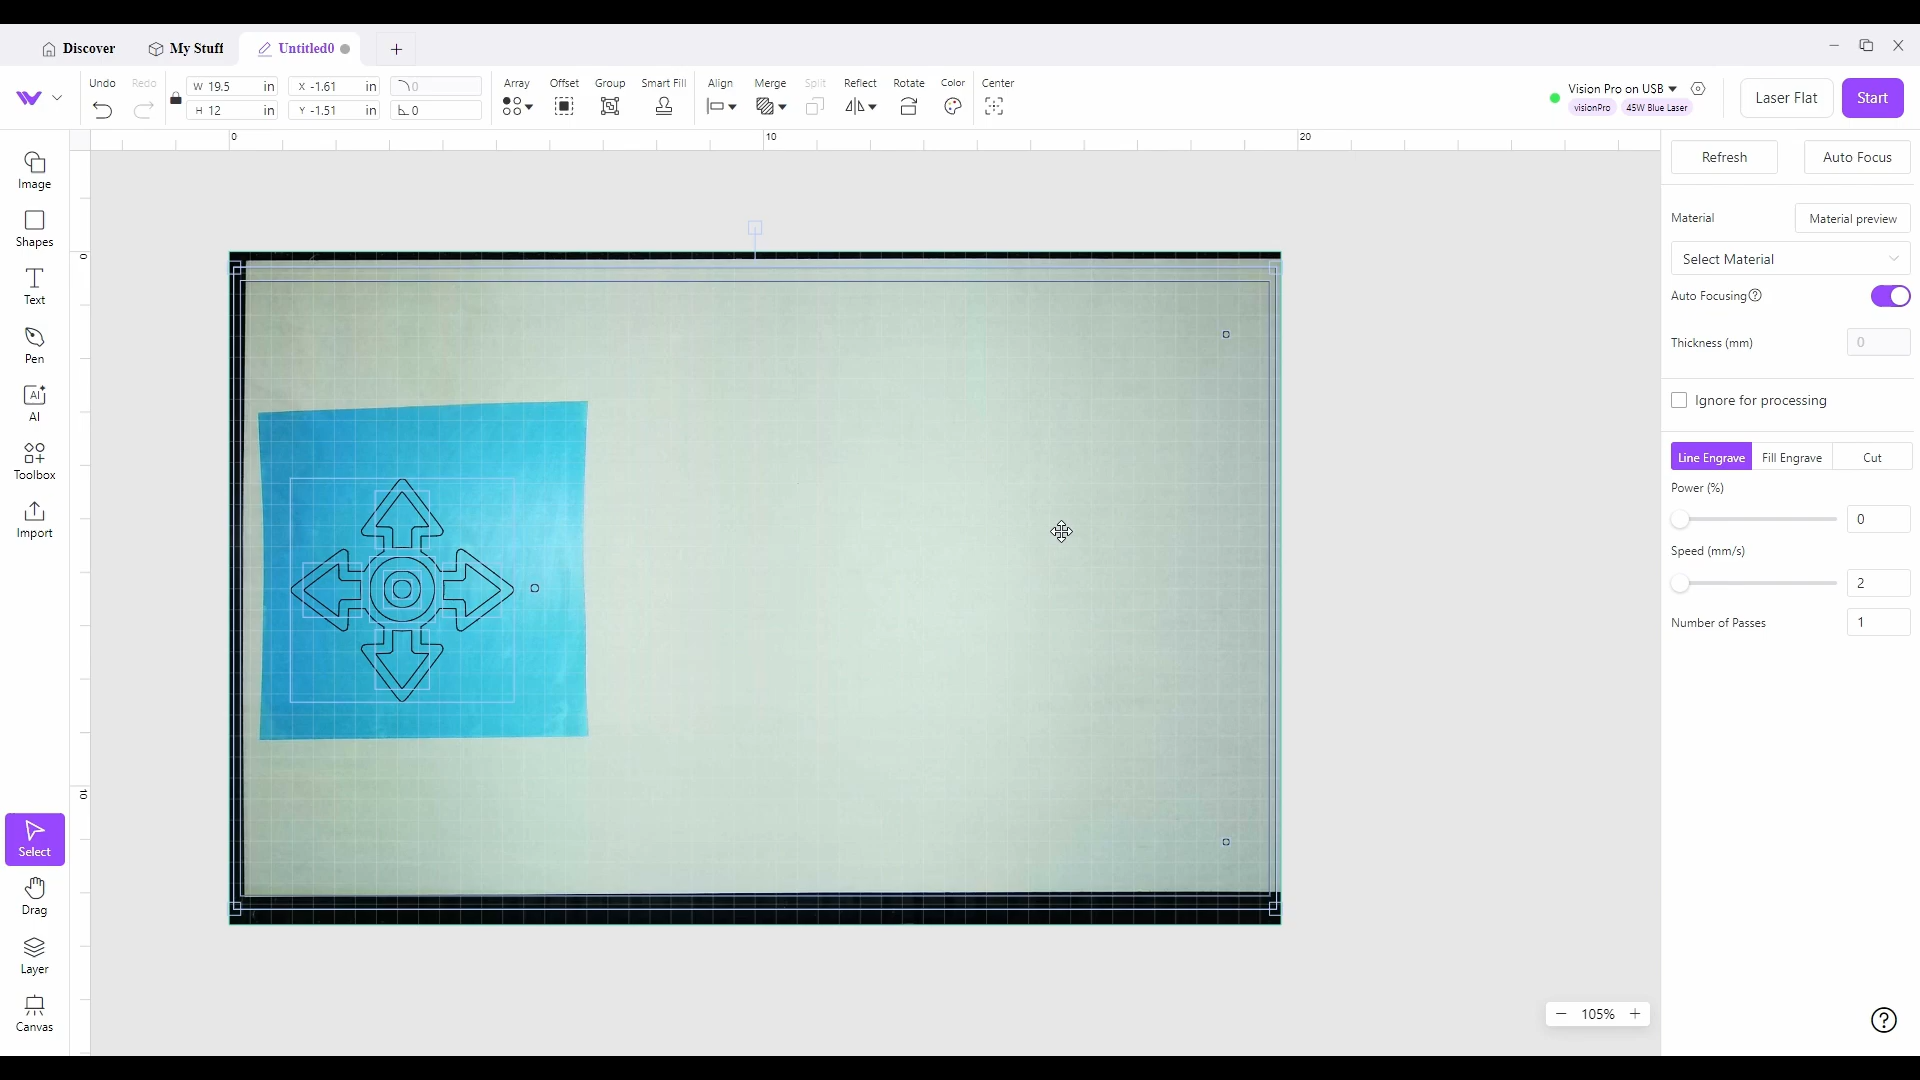 Discover
My Stuff
Untitled0
Undo
Redo
W 19.5 in
H 12 in
X -1.61 in
Y -1.51 in
0
0
Array
Offset
Group
Smart Fill
Align
Merge
Split
Reflect
Rotate
Color
Center
Vision Pro on USB
visionPro
45W Blue Laser
Laser Flat
Start
0
10
20
0
10
Image
Shapes
Text
Pen
AI
AI
Toolbox
Import
Select
Drag
Layer
Canvas
Refresh
Auto Focus
Material
Material preview
Select Material
Auto Focusing
Thickness (mm)
0
Ignore for processing
Line Engrave
Fill Engrave
Cut
Power (%)
0
Speed (mm/s)
2
Number of Passes
1
105%